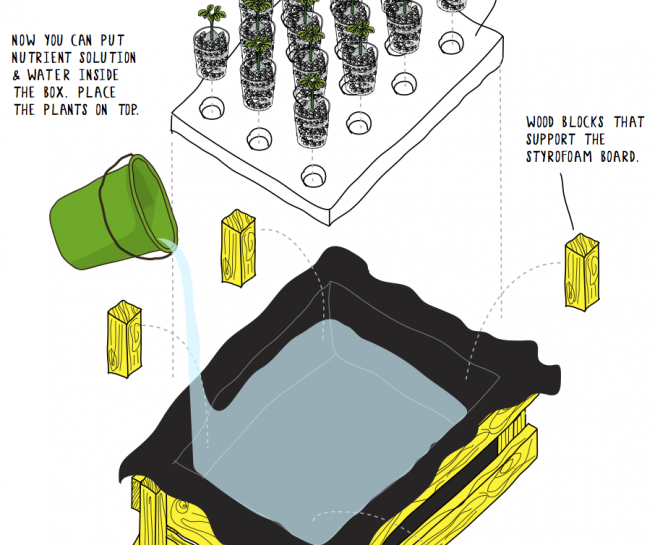 NOW YOU CAN PUT
NUTRIENT SOLUTION
& WATER INSIDE
THE BOX. PLACE
THE PLANTS ON TOP.
WOOD BLOCKS THAT
SUPPORT THE
STYROFOAM BOARD.